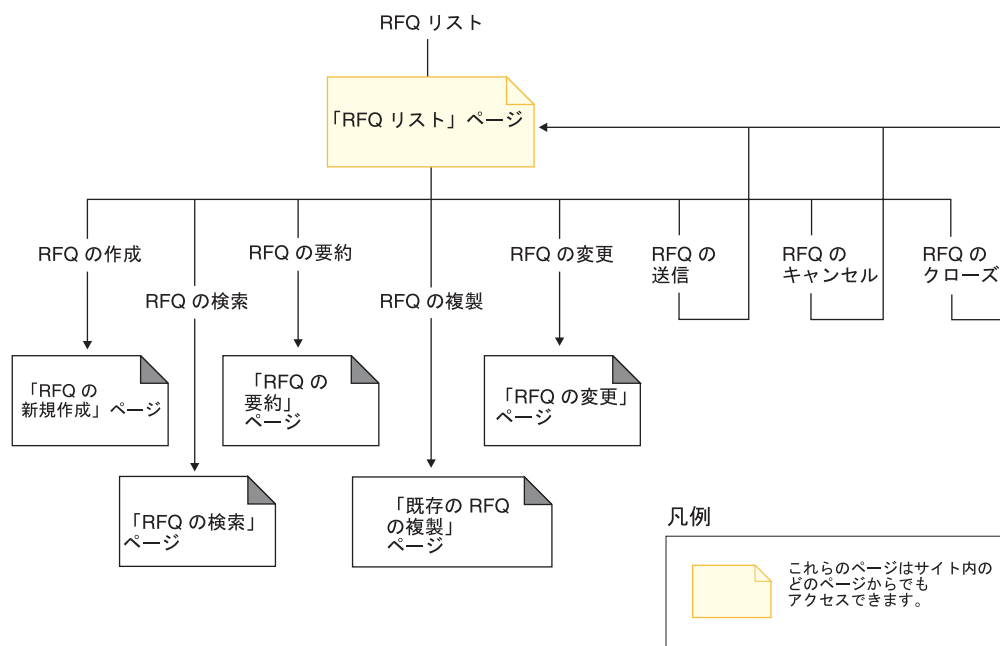 RFQ リスト
「RFQ リスト」ページ
RFQ の作成
RFQ の要約
RFQ の変更
RFQ の
送信
RFQ の
キャンセル
RFQ の
クローズ
RFQ の検索
RFQ の複製
「RFQ の
新規作成」ページ
「RFQ の
要約」
ページ
「RFQ の変更」
ページ
「RFQ の検索」
ページ
「既存の RFQ
の複製」
ページ
凡例
これらのページはサイト内の
どのページからでも
アクセスできます。